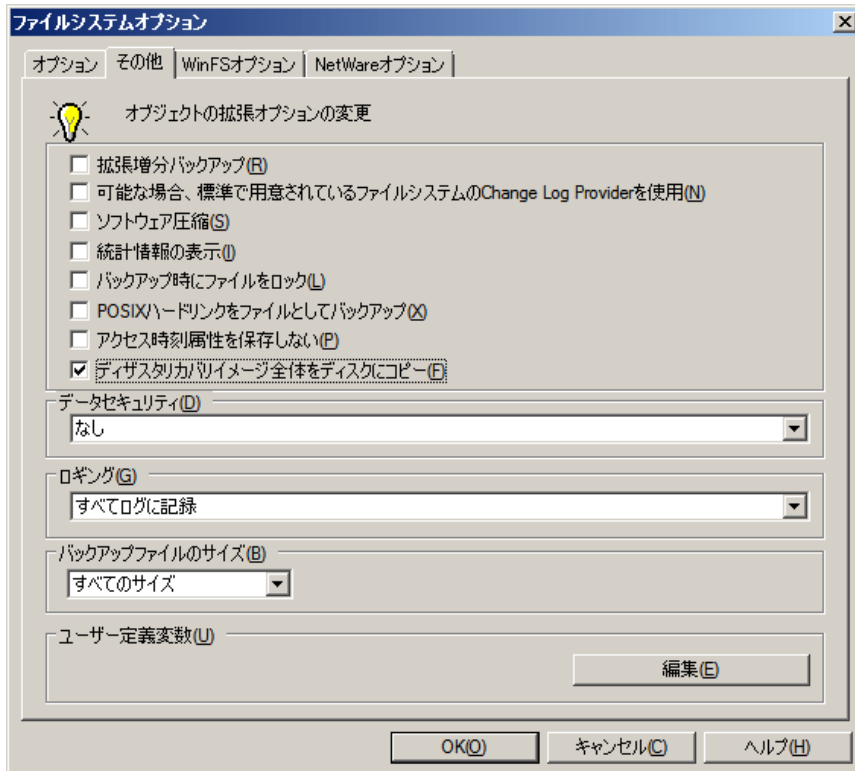 ファイルシステムオプション
オプション その他 WinFSオプション NetWareオプション
オブジェクトの拡張オプションの変更
拡張増分バックアップ(R)
可能な場合、標準で用意されているファイルシステムのChange Log Providerを使用(N)
ソフトウェア圧縮(S)
統計情報の表示(I)
バックアップ時にファイルをロック(L)
POSIXハードリンクをファイルとしてバックアップ(X)
アクセス時刻属性を保存しない(P)
ディザスタリカバリイメージ全体をディスクにコピー(F)
データセキュリティ(D)
なし
ロギング(G)
すべてログに記録
バックアップファイルのサイズ(B)
すべてのサイズ
ユーザー定義変数(U)
編集(E)
OK(O) キャンセル(C) ヘルプ(H)